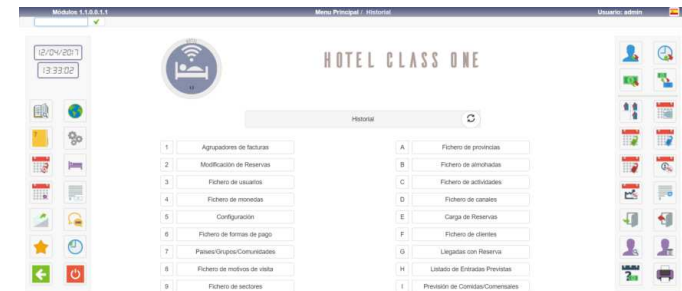 Módulos 1.1.0.0.1.1
Menu Principal / Historial
Usuario: admin
12/04/2017
13:33:02
HOTEL CLASS ONE
Historial
1 Agrupadores de facturas
A Fichero de provincias
2 Modificación de Reservas
B Fichero de almohadas
3 Fichero de usuarios
C Fichero de actividades
4 Fichero de monedas
D Fichero de canales
5 Configuración
E Carga de Reservas
6 Fichero de formas de pago
F Fichero de clientes
7 Paises/Grupos/Comunidades
G Llegadas con Reserva
8 Fichero de motivos de visita
H Listado de Entradas Previstas
9 Fichero de sectores
I Previsión de Comidas/Comensales